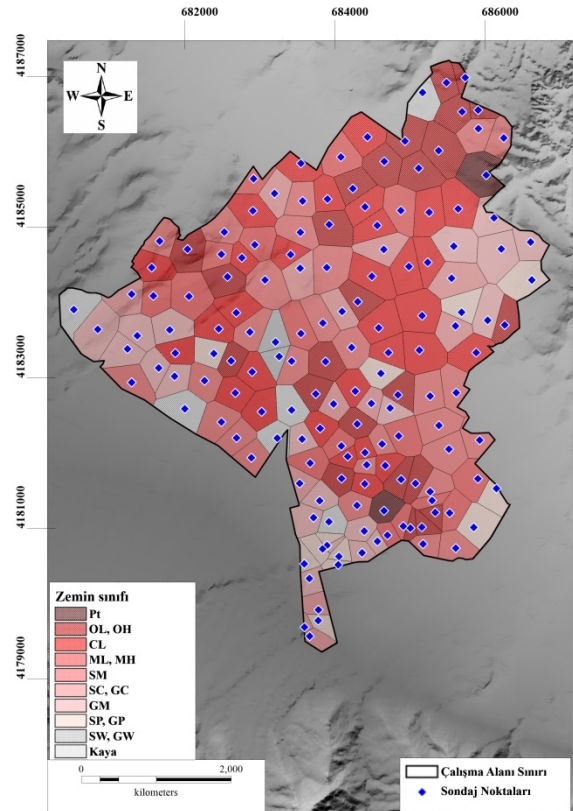 682000 684000 686000
4187000
N
W E
S
4185000
4183000
4181000
4179000
Zemin sınıfı
Pt
OL, OH
CL
ML, MH
SM
SC, GC
GM
SP, GP
SW, GW
Kaya
0 2,000
kilometers
Çalışma Alanı Sınırı
Sondaj Noktaları